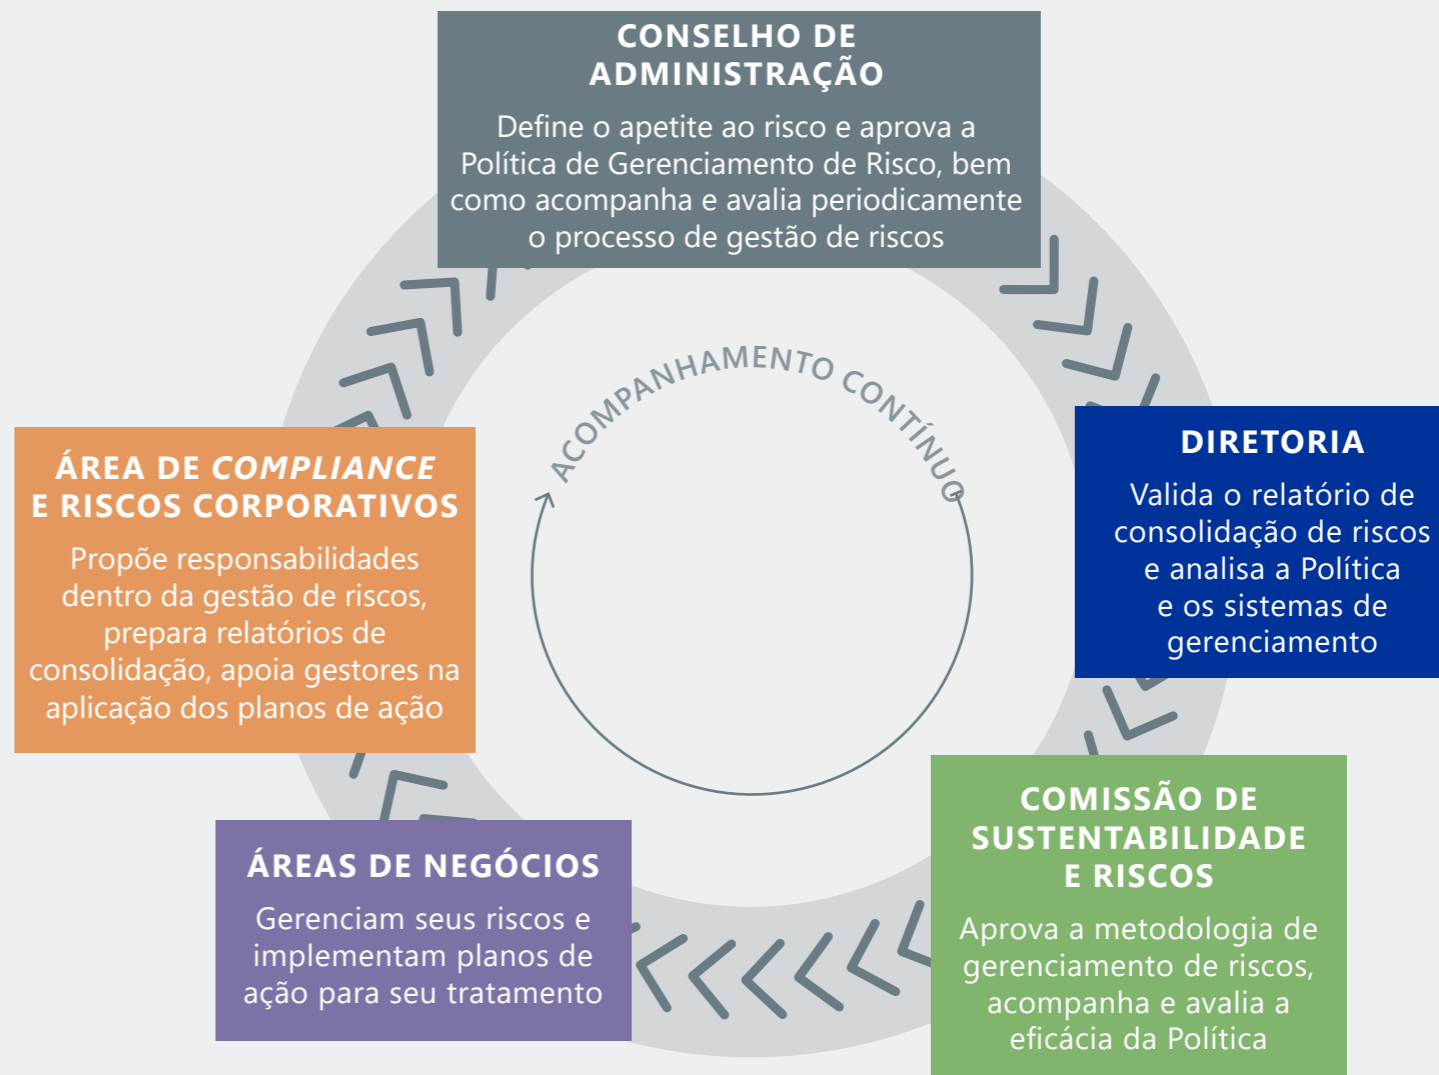 CONSELHO DE
ADMINISTRAÇÃO
Define o apetite ao risco e aprova a
Política de Gerenciamento de Risco, bem
como acompanha e avalia periodicamente
o processo de gestão de riscos
ACOMPANHAMENTO CONTÍNUO
DIRETORIA
Valida o relatório de
consolidação de riscos
e analisa a Política
e os sistemas de
gerenciamento
COMISSÃO DE
SUSTENTABILIDADE
E RISCOS
Aprova a metodologia de
gerenciamento de riscos,
acompanha e avalia a
eficácia da Política
ÁREAS DE NEGÓCIOS
Gerenciam seus riscos e
implementam planos de
ação para seu tratamento
ÁREA DE COMPLIANCE
E RISCOS CORPORATIVOS
Propõe responsabilidades
dentro da gestão de riscos,
prepara relatórios de
consolidação, apoia gestores na
aplicação dos planos de ação